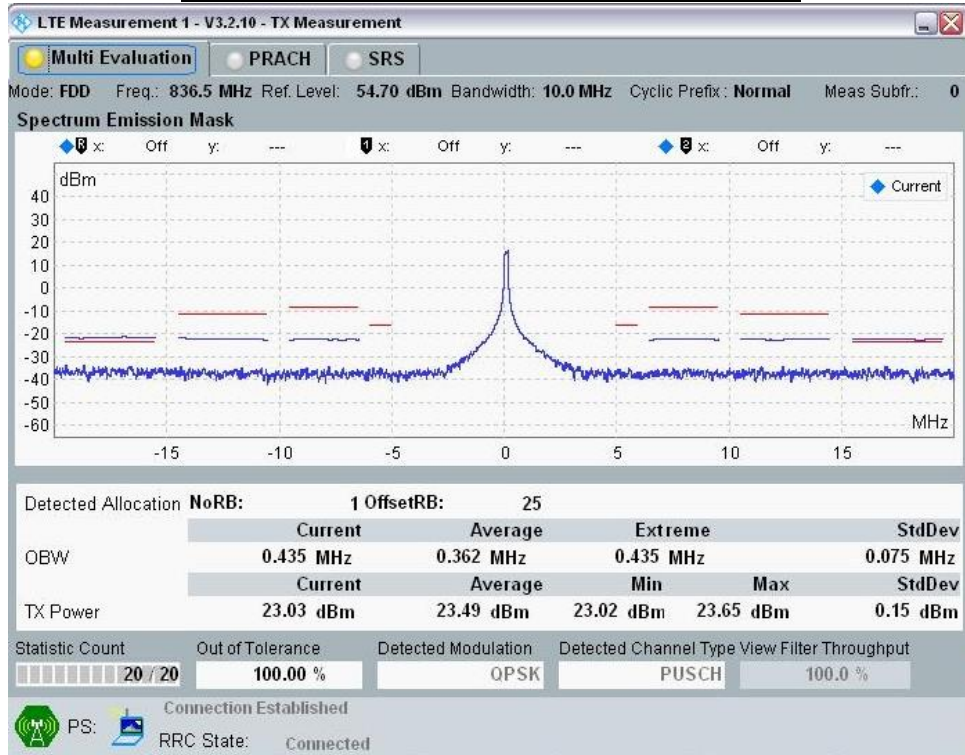 LTE Measurement 1 - V3.2.10 - TX Measurement
Multi Evaluation PRACH SRS
Mode: FDD Freq.: 836.5 MHz Ref. Level: 54.70 dBm Bandwidth: 10.0 MHz Cyclic Prefix: Normal Meas Subfr.: 0
Spectrum Emission Mask
R x: Off y: --- 1 x: Off y: --- 2 x: Off y: ---
dBm
Current
40
30
20
10
0
-10
-20
-30
-40
-50
-60
MHz
-15 -10 -5 0 5 10 15
Detected Allocation NoRB: 1 OffsetRB: 25
Current Average Extreme StdDev
OBW 0.435 MHz 0.362 MHz 0.435 MHz 0.075 MHz
Current Average Min Max StdDev
TX Power 23.03 dBm 23.49 dBm 23.02 dBm 23.65 dBm 0.15 dBm
Statistic Count Out of Tolerance Detected Modulation Detected Channel Type View Filter Throughput
20 / 20 100.00 % QPSK PUSCH 100.0 %
PS: Connection Established
RRC State: Connected